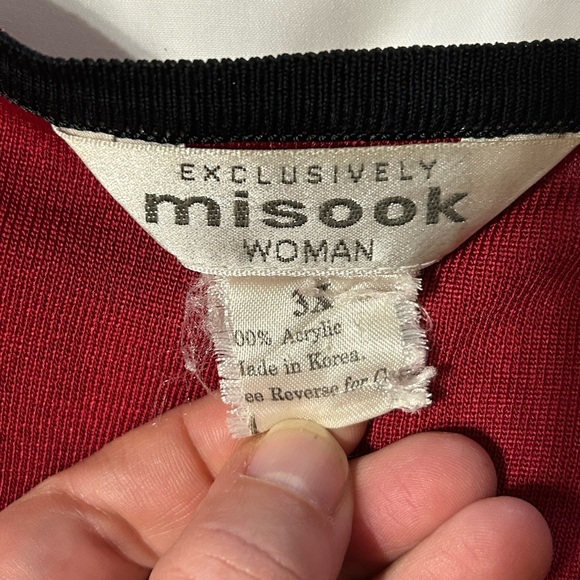 EXCLUSIVELY
misook
WOMAN
3X
00% Acrylic
ade in Korea.
ee Reverse for C